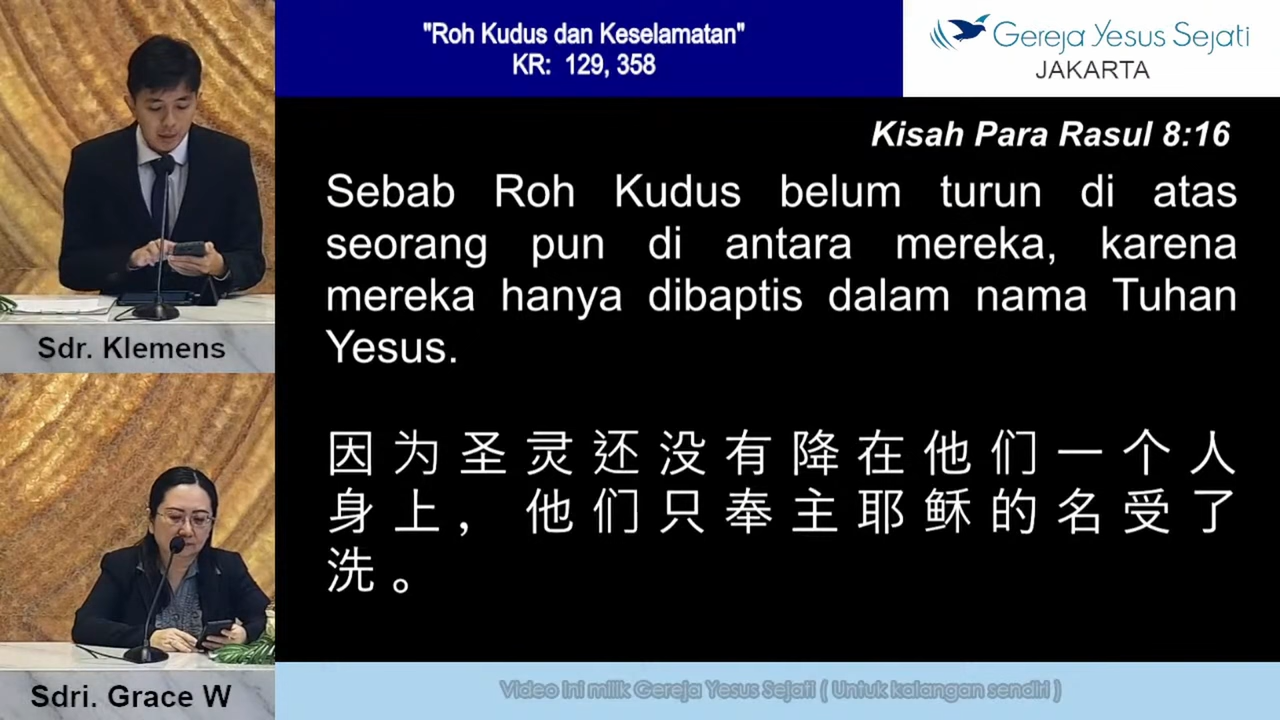 "Roh Kudus dan Keselamatan"
KR: 129, 358
Gereja Yesus Sejati
JAKARTA
Kisah Para Rasul 8:16
Sebab Roh Kudus belum turun di atas
seorang pun di antara mereka, karena
mereka hanya dibaptis dalam nama Tuhan
Yesus.
因为圣灵还没有降在他们一个人
身上，他们只奉主耶稣的名受了
洗。
Sdr. Klemens
Sdri. Grace W
Video ini milik Gereja Yesus Sejati ( Untuk kalangan sendiri )